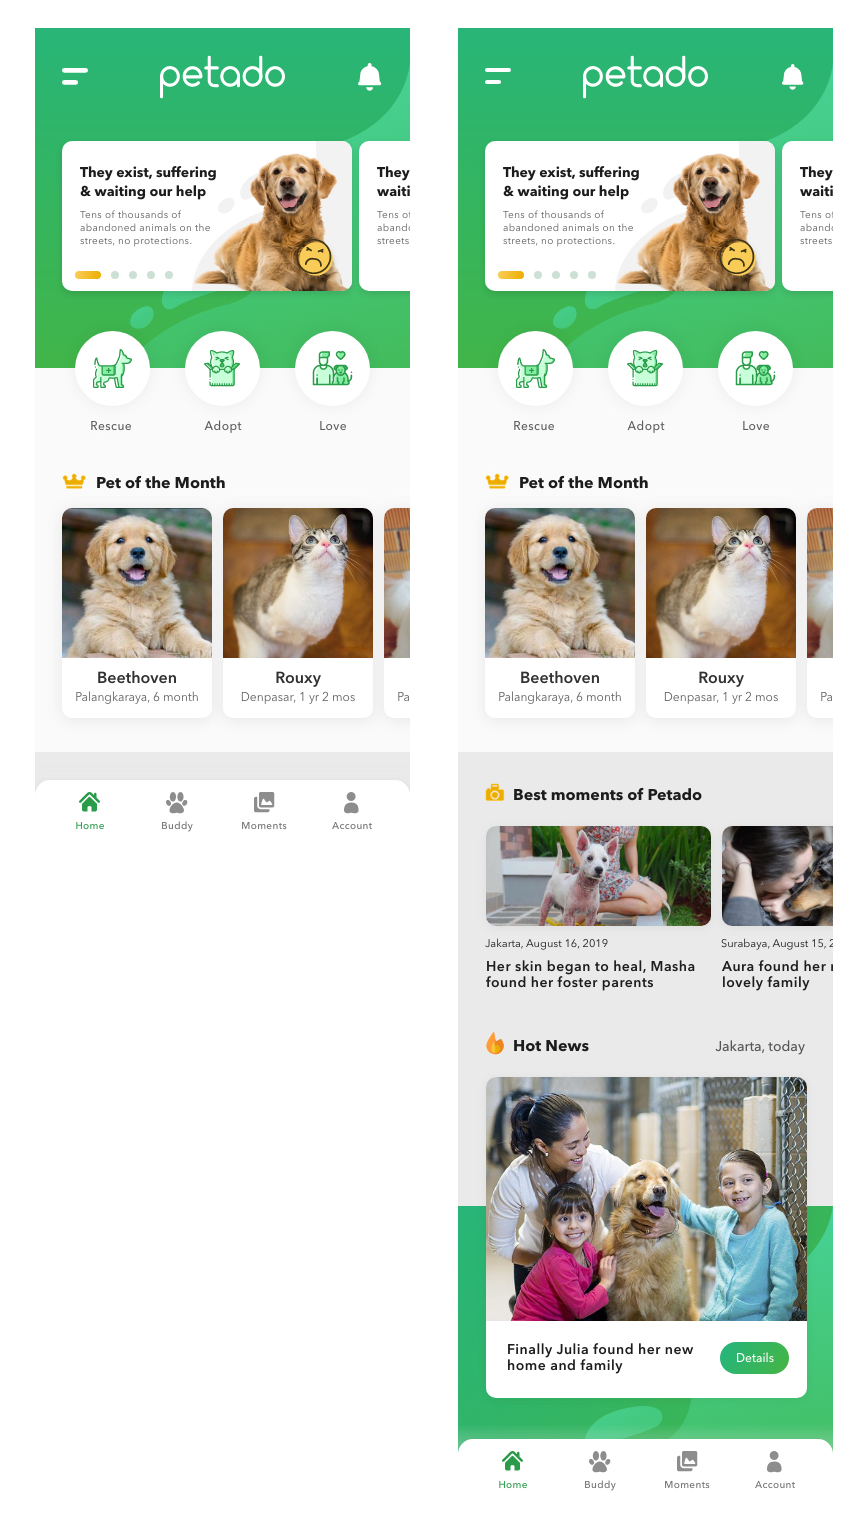 petado
They exist, suffering
& waiting our help
Tens of thousands of
abandoned animals on the
streets, no protections.
They
waiti
Tens of
aband
streets
Rescue
Adopt
Love
Pet of the Month
Beethoven
Palangkaraya, 6 month
Rouxy
Denpasar, 1 yr 2 mos
Pa
Home
Buddy
Moments
Account
petado
They exist, suffering
& waiting our help
Tens of thousands of
abandoned animals on the
streets, no protections.
They
waiti
Tens of
aband
streets
Rescue
Adopt
Love
Pet of the Month
Beethoven
Palangkaraya, 6 month
Rouxy
Denpasar, 1 yr 2 mos
Pa
Best moments of Petado
Jakarta, August 16, 2019
Her skin began to heal, Masha
found her foster parents
Surabaya, August 15, 2
Aura found her
lovely family
Hot News
Jakarta, today
Finally Julia found her new
home and family
Details
Home
Buddy
Moments
Account